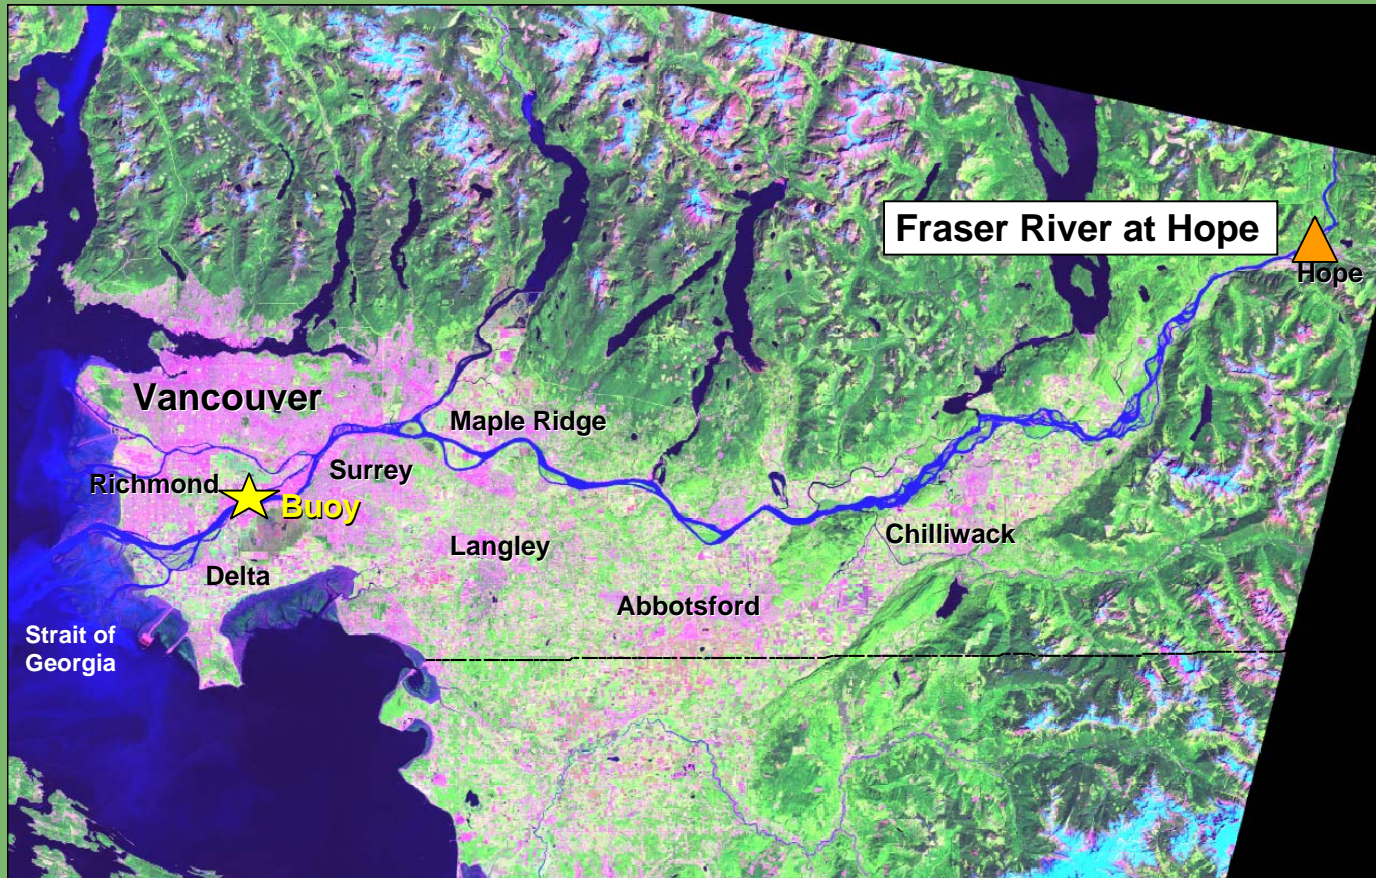 Fraser River at Hope
Hope
Vancouver
Maple Ridge
Surrey
Richmond
Buoy
Chilliwack
Langley
Delta
Abbotsford
Strait of
Georgia